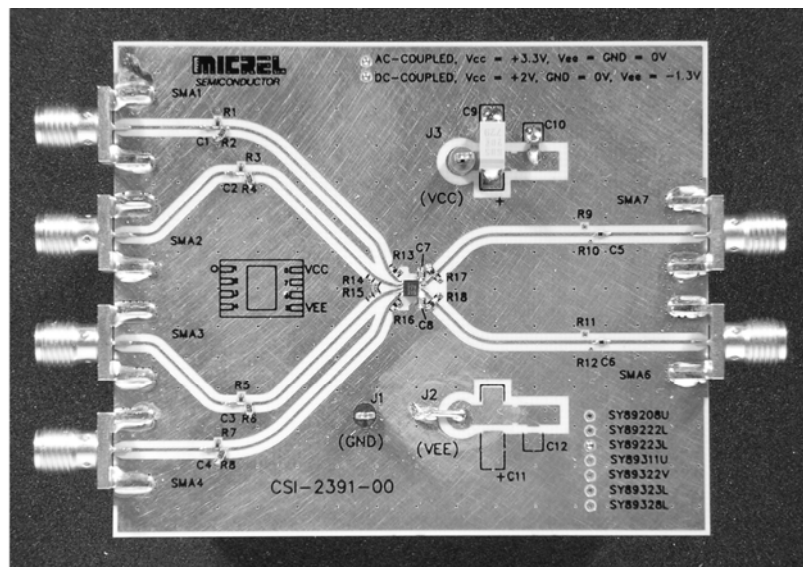 MICREL
SEMICONDUCTOR
AC-COUPLED, Vcc = +3.3V, Vee = GND = 0V
DC-COUPLED, Vcc = +2V, GND = 0V, Vee = -1.3V
SMA1
R1
C1 R2
R3
C2 R4
C9
C10
J3
(VCC)
+
SMA7
SMA2
R9
R10 C5
VCC
VEE
R13 C7
R14 R17
R15 R18
R16 C8
SMA3
R11
R12 C6
SMA6
R5
C3 R6
J1
(GND)
J2
(VEE)
C12
+C11
R7
C4 R8
SMA4
CSI-2391-00
SY89208U
SY89222L
SY89223L
SY89311U
SY89322V
SY89323L
SY89328L